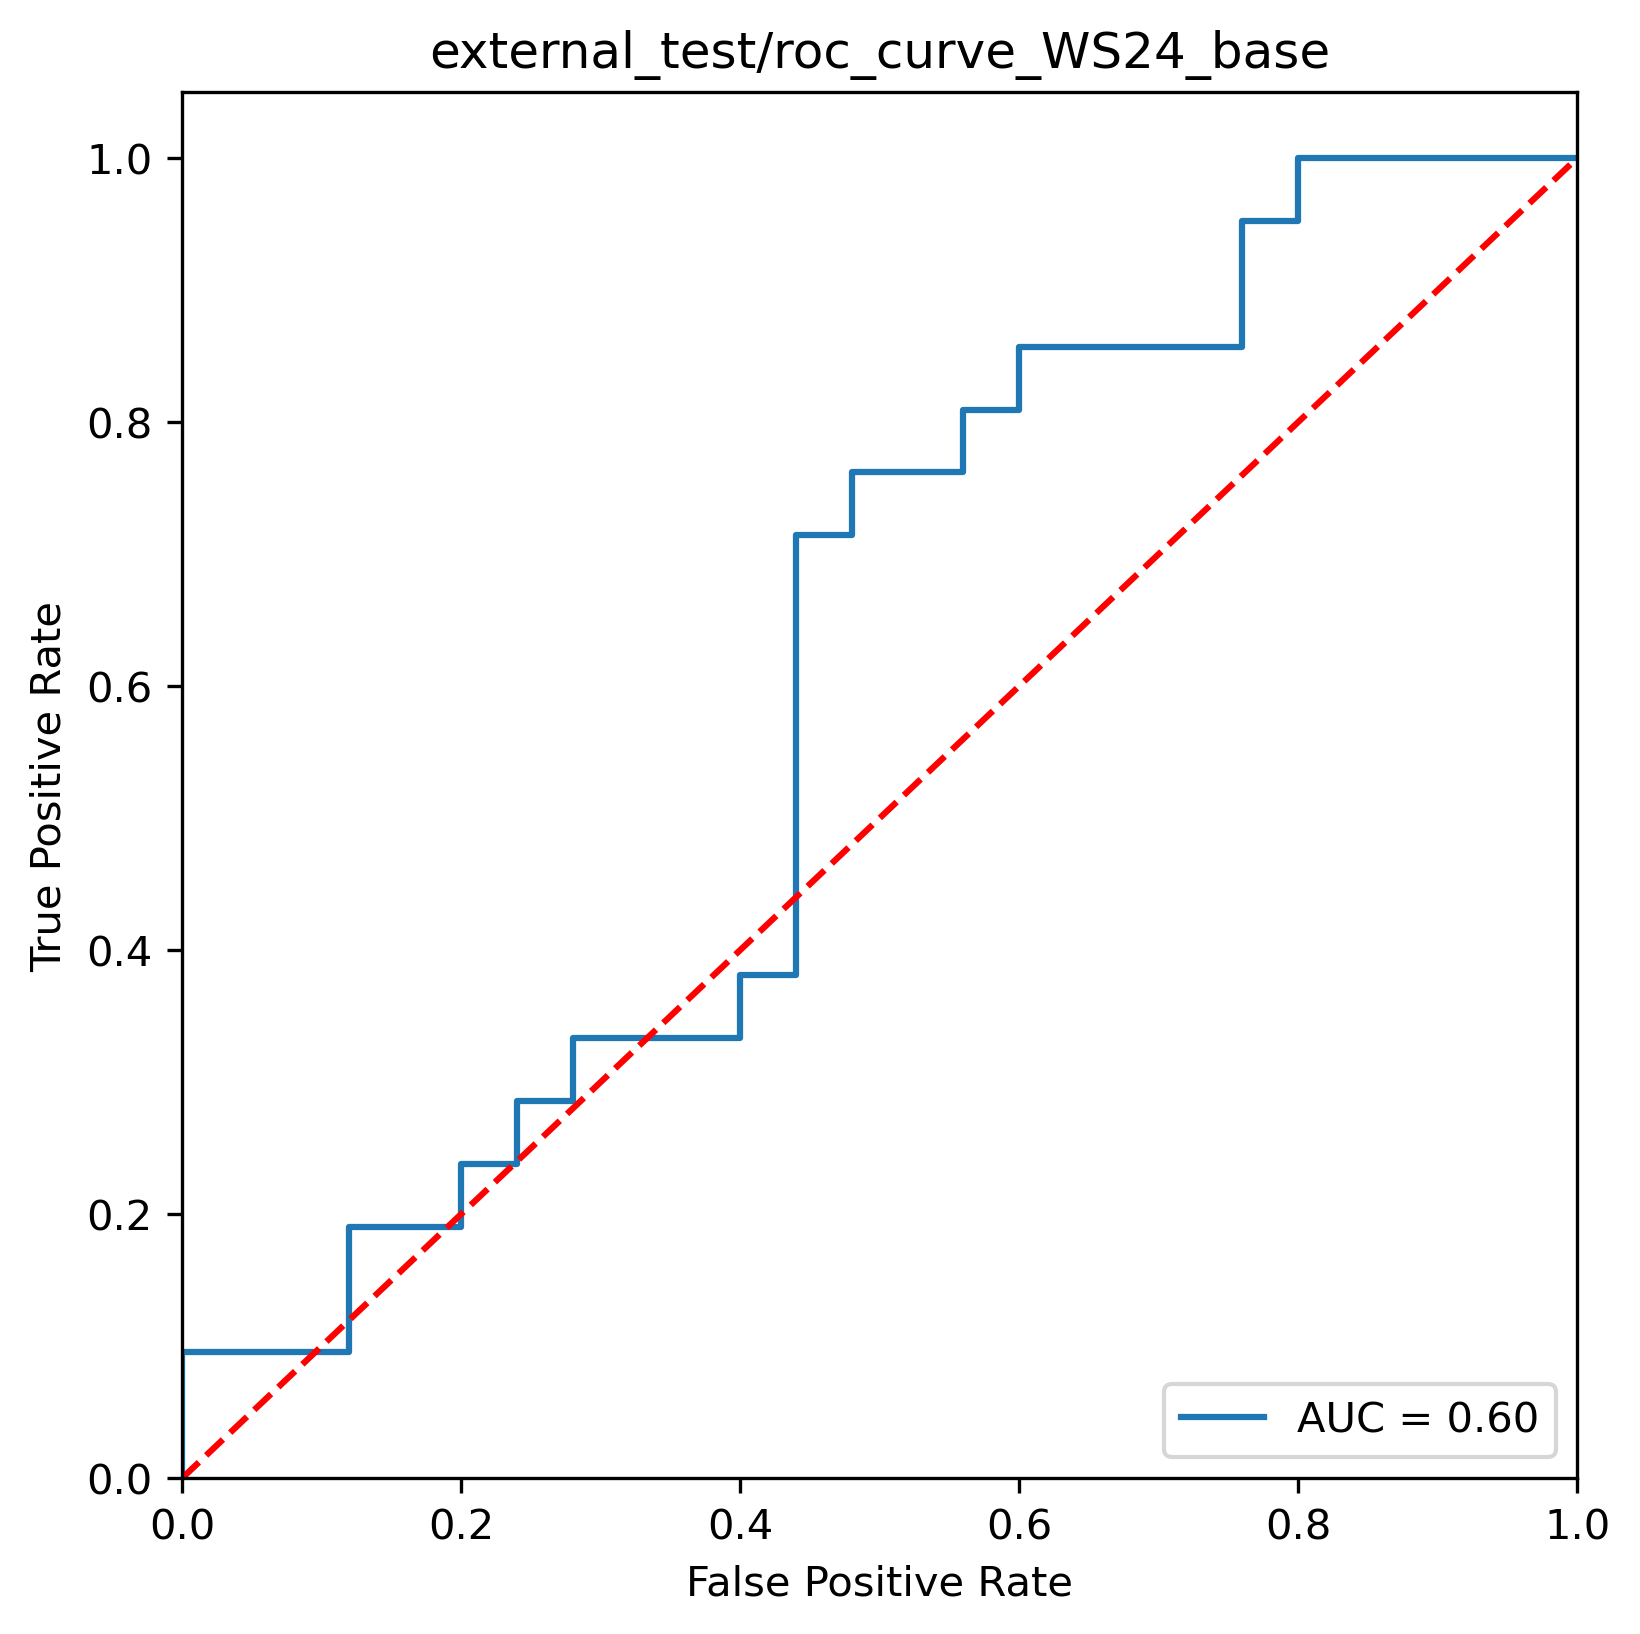 external_test/roc_curve_WS24_base
True Positive Rate
1.0
0.8
0.6
0.4
0.2
0.0
AUC = 0.60
0.0 0.2 0.4 0.6 0.8 1.0
False Positive Rate